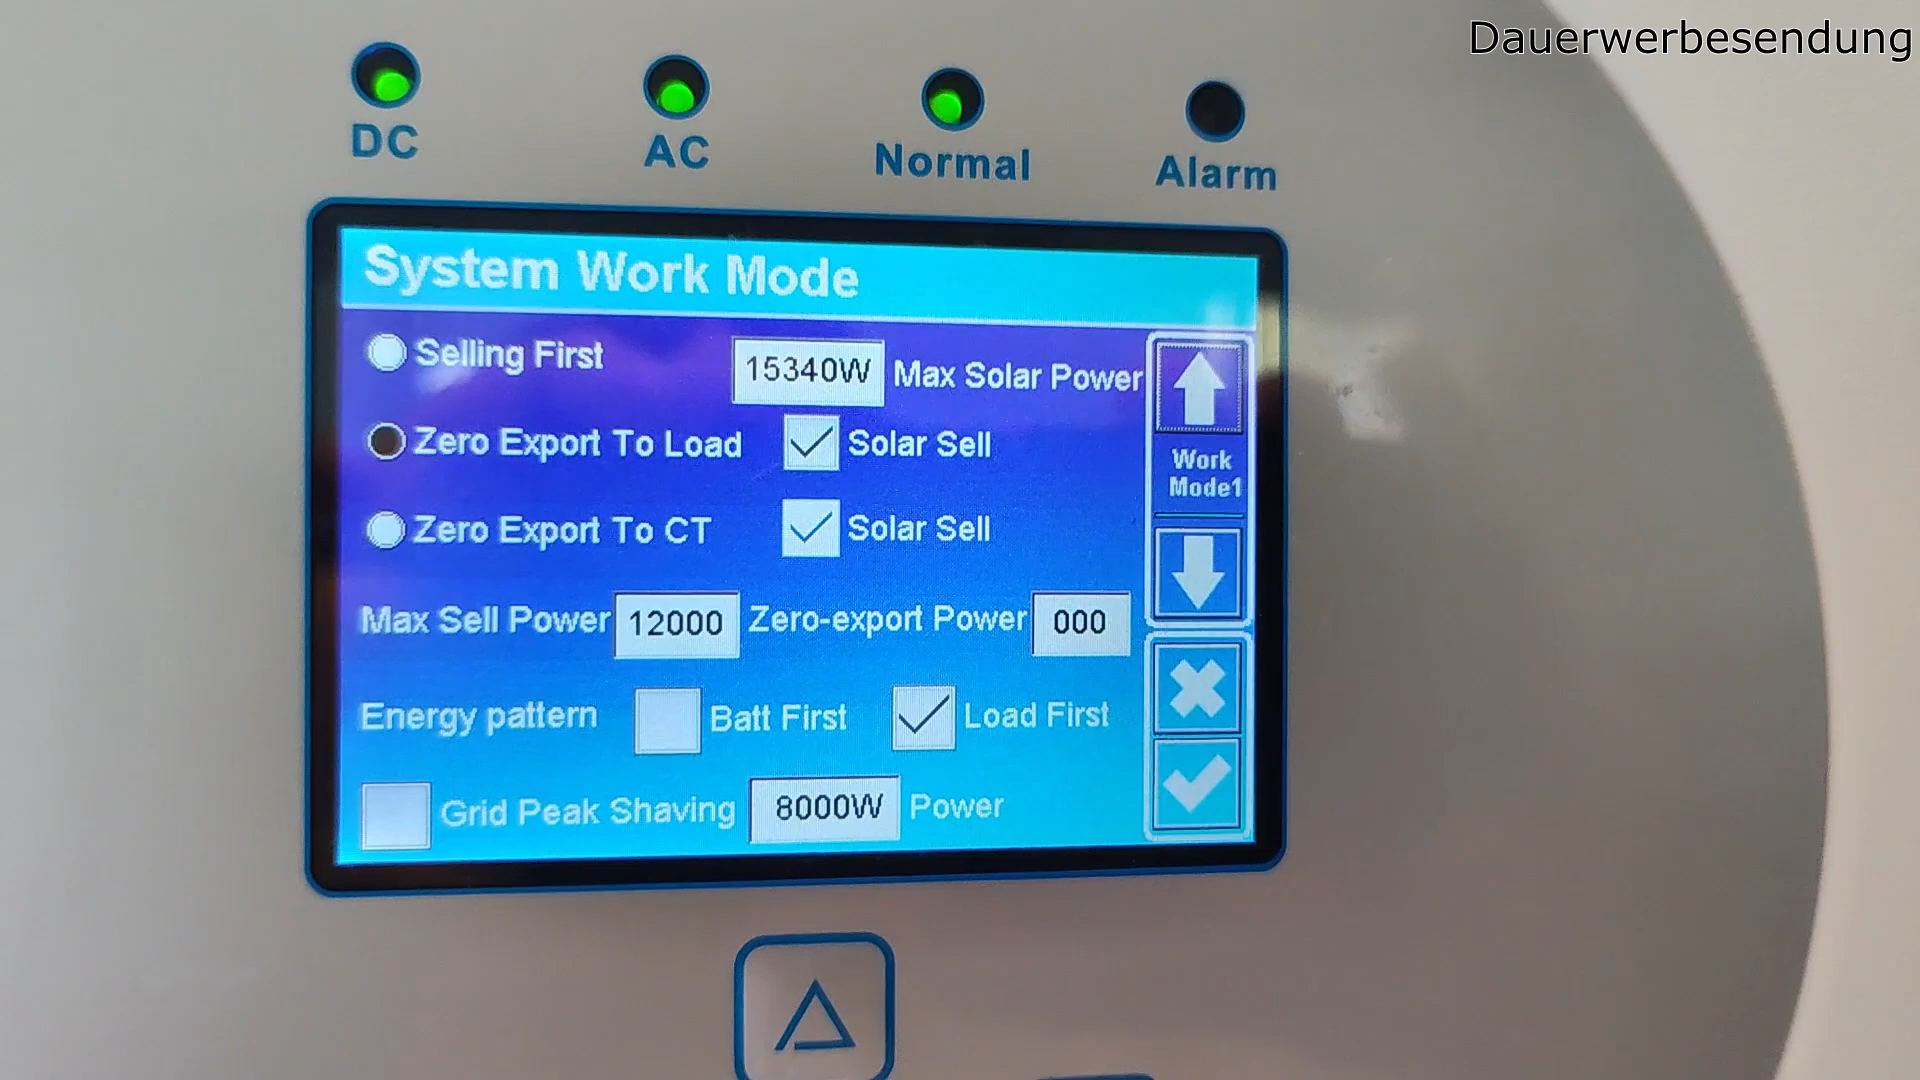 Dauerwerbesendung
DC AC Normal Alarm
System Work Mode
Selling First 15340W Max Solar Power
Zero Export To Load Solar Sell
Work
Mode1
Zero Export To CT Solar Sell
Max Sell Power 12000 Zero-export Power 000
Energy pattern Batt First Load First
Grid Peak Shaving 8000W Power